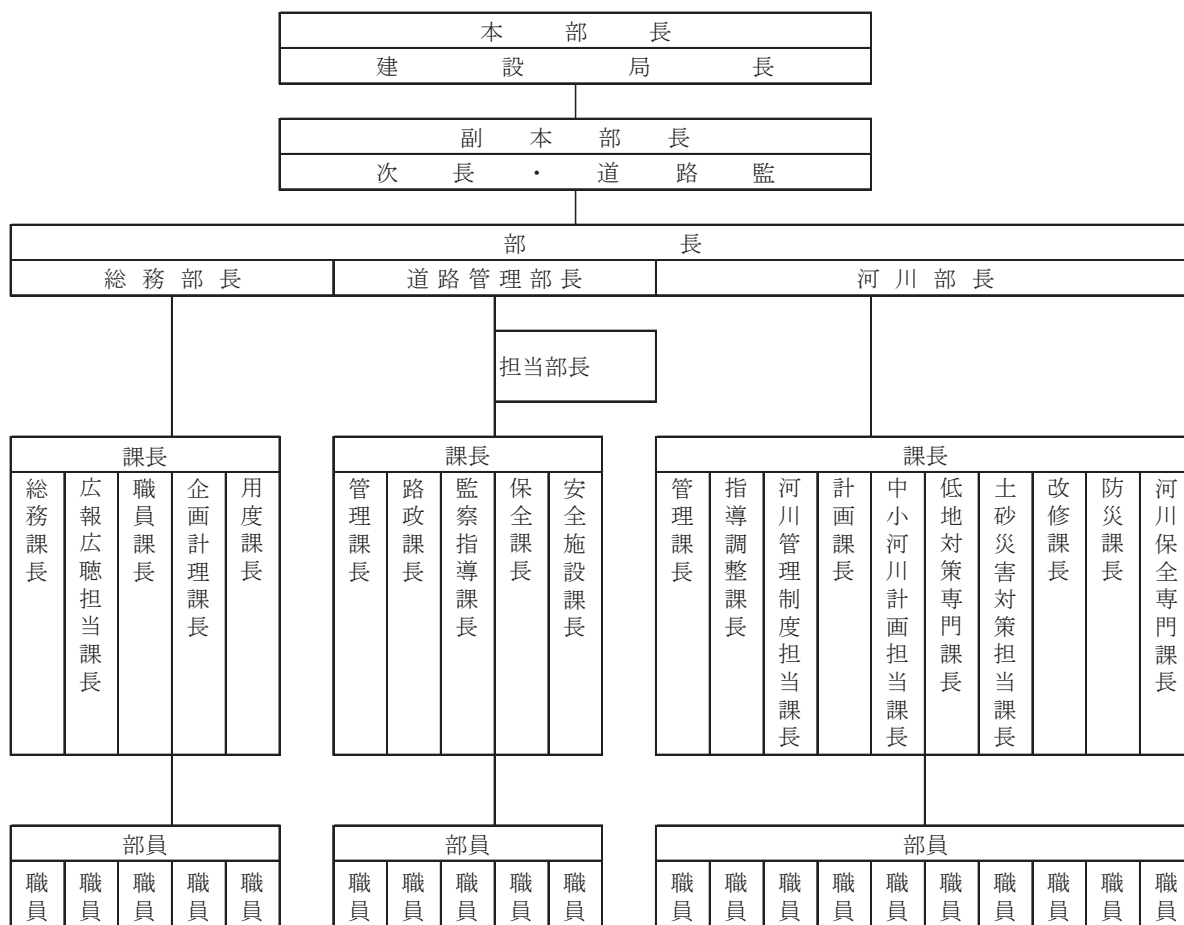 本部長
建設局長
副本部長
次長・道路監
部長
総務部長
道路管理部長
河川部長
担当部長
課長
総務課長
広報広聴担当課長
職員課長
企画計理課長
用度課長
課長
管理課長
路政課長
監察指導課長
保全課長
安全施設課長
課長
管理課長
指導調整課長
河川管理制度担当課長
計画課長
中小河川計画担当課長
低地対策専門課長
土砂災害対策担当課長
改修課長
防災課長
河川保全専門課長
部員
職員
職員
職員
職員
職員
部員
職員
職員
職員
職員
職員
部員
職員
職員
職員
職員
職員
職員
職員
職員
職員
職員